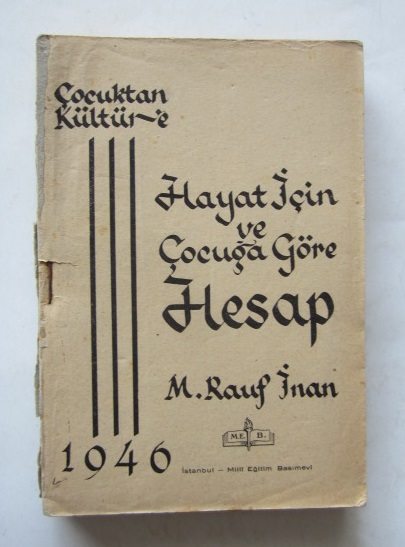 Çocuktan
Kültür-e
Hayat İçin
ve
Çocuğa Göre
Hesap
M. Rauf İnan
M.E. B.
1946
İstanbul — Millî Eğitim Basımevi